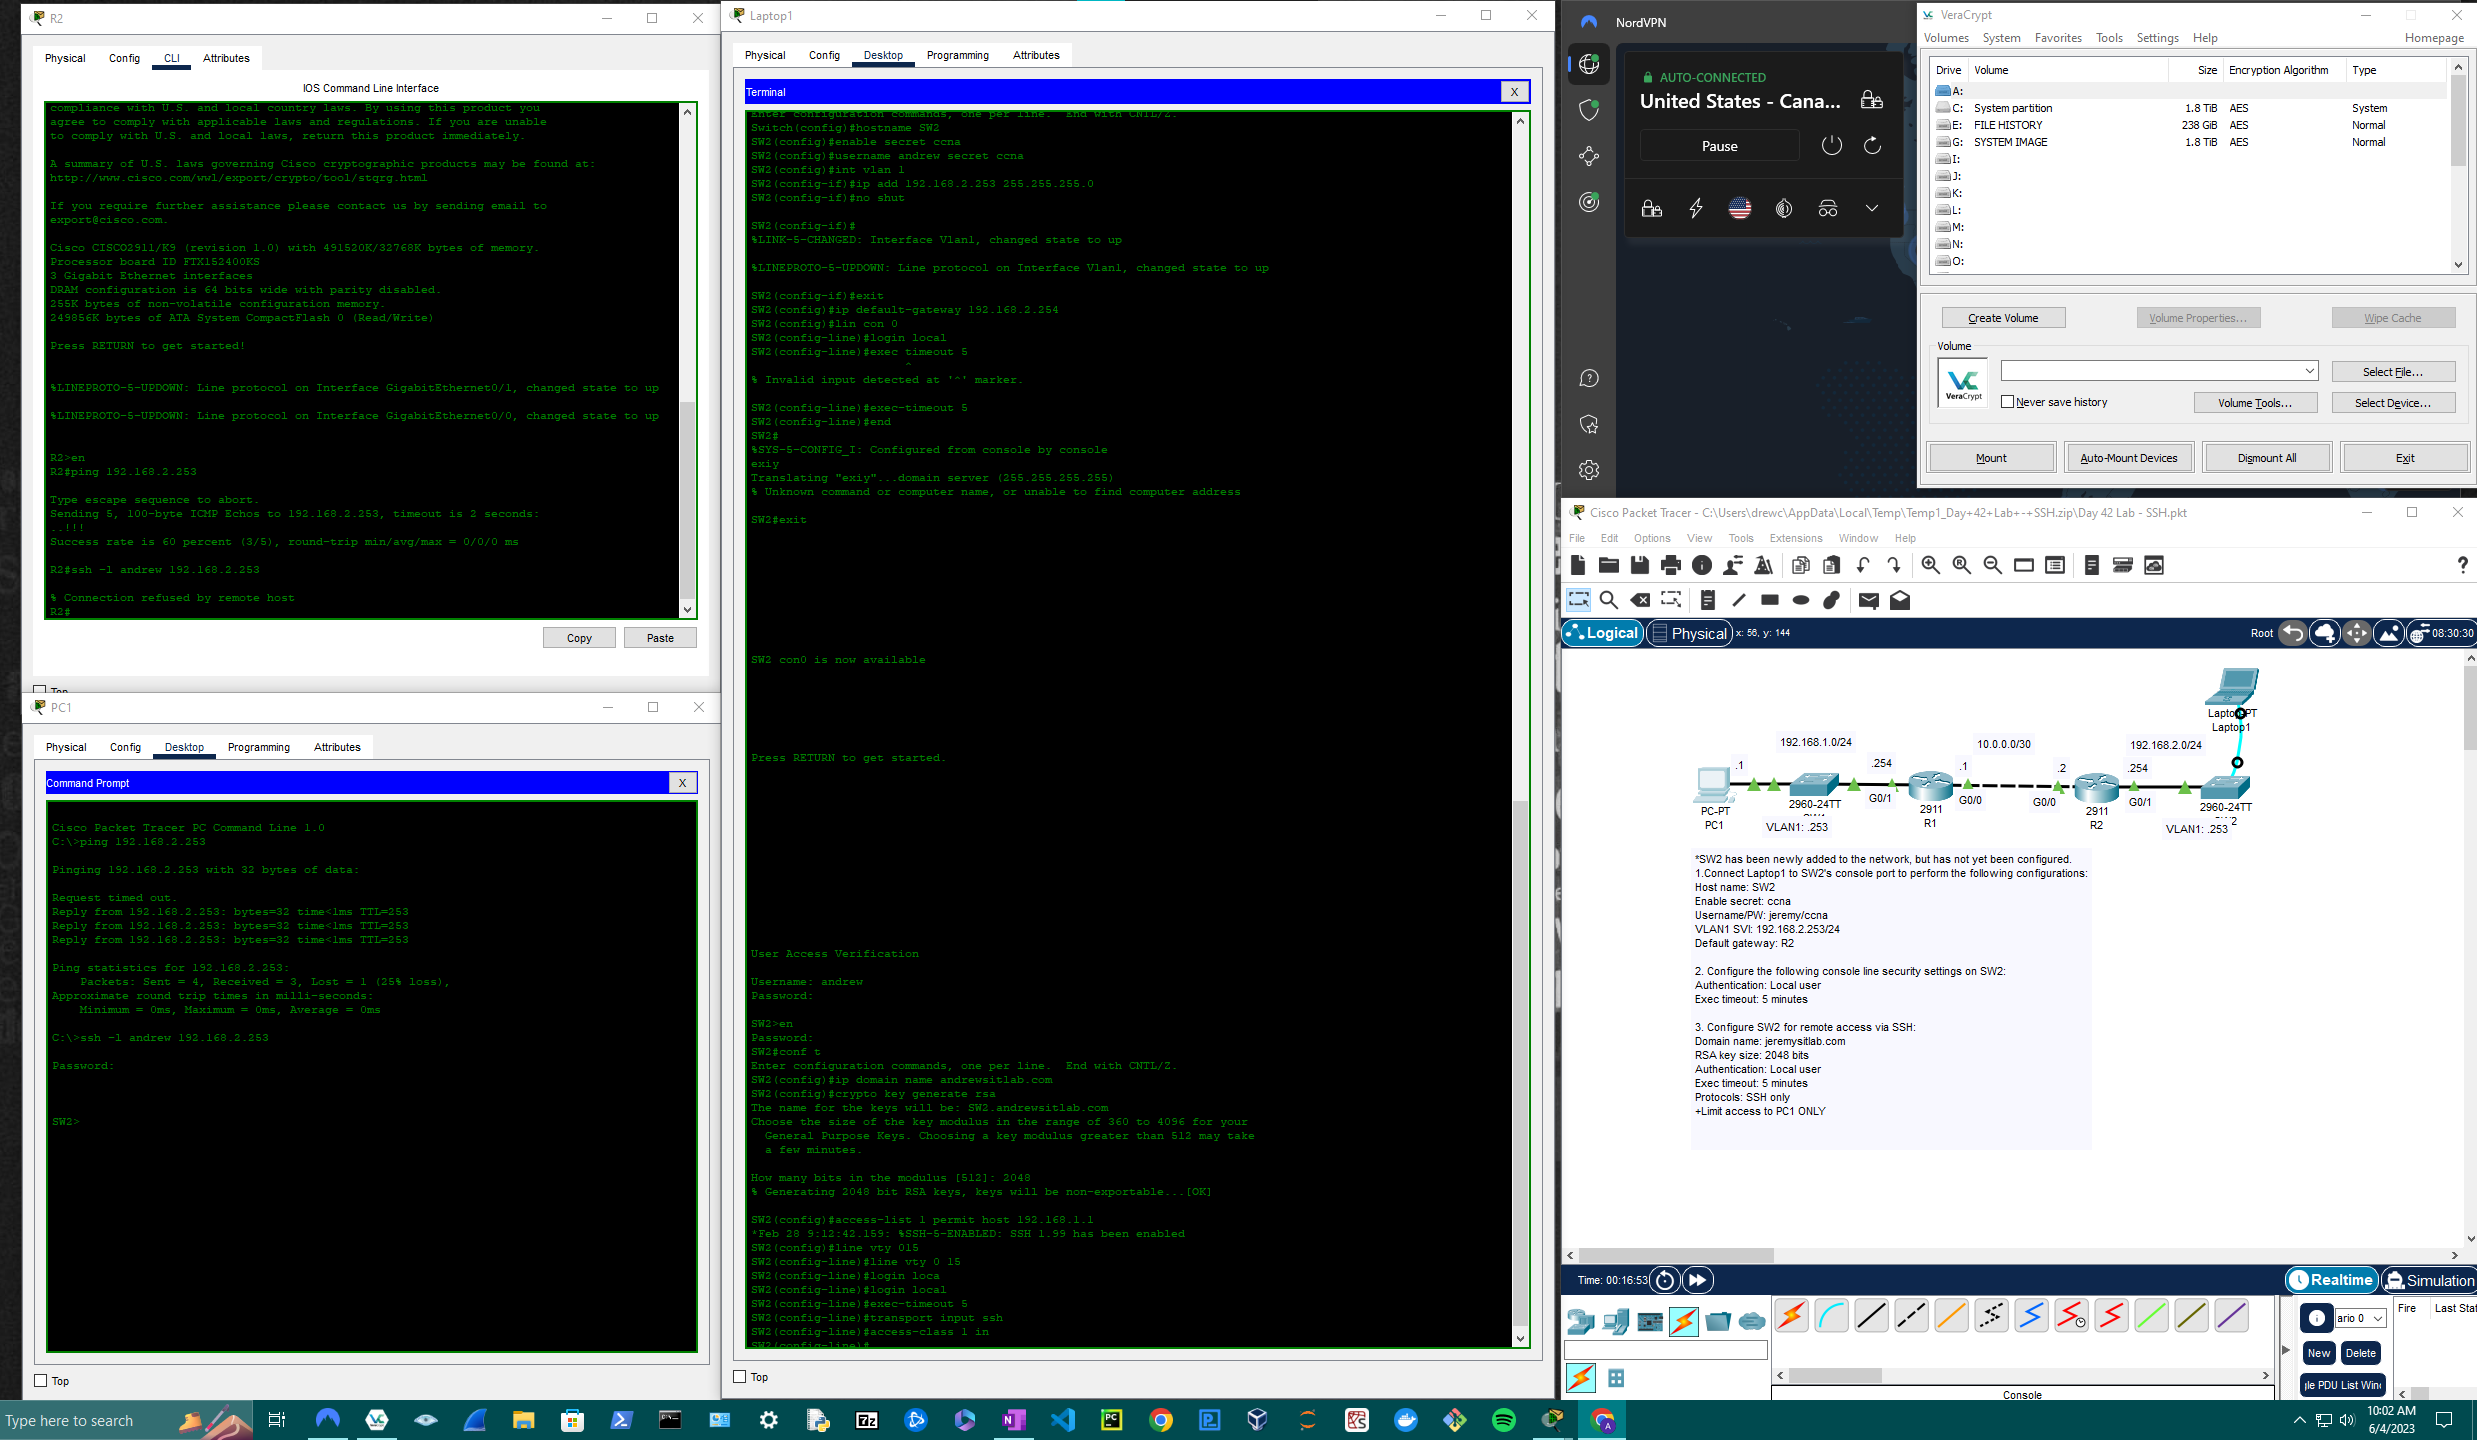 R2
Physical
Config
CLI
Attributes
IOS Command Line Interface
compliance with U.S. and local country laws. By using this product you
agree to comply with applicable laws and regulations. If you are unable
to comply with U.S. and local laws, return this product immediately.
A summary of U.S. laws governing Cisco cryptographic products may be found at:
http://www.cisco.com/wwl/export/crypto/tool/stqrg.html
If you require further assistance please contact us by sending email to
export@cisco.com.
Cisco CISCO2911/K9 (revision 1.0) with 491520K/32768K bytes of memory.
Processor board ID FTX152400KS
3 Gigabit Ethernet interfaces
DRAM configuration is 64 bits wide with parity disabled.
255K bytes of non-volatile configuration memory.
249856K bytes of ATA System CompactFlash 0 (Read/Write)
Press RETURN to get started!
%LINEPROTO-5-UPDOWN: Line protocol on Interface GigabitEthernet0/1, changed state to up
%LINEPROTO-5-UPDOWN: Line protocol on Interface GigabitEthernet0/0, changed state to up
R2>en
R2#ping 192.168.2.253
Type escape sequence to abort.
Sending 5, 100-byte ICMP Echos to 192.168.2.253, timeout is 2 seconds:
..!!!
Success rate is 60 percent (3/5), round-trip min/avg/max = 0/0/0 ms
R2#ssh -l andrew 192.168.2.253
% Connection refused by remote host
R2#
Copy
Paste
Top
PC1
Physical
Config
Desktop
Programming
Attributes
Command Prompt
X
Cisco Packet Tracer PC Command Line 1.0
C:\>ping 192.168.2.253
Pinging 192.168.2.253 with 32 bytes of data:
Request timed out.
Reply from 192.168.2.253: bytes=32 time<1ms TTL=253
Reply from 192.168.2.253: bytes=32 time<1ms TTL=253
Reply from 192.168.2.253: bytes=32 time<1ms TTL=253
Ping statistics for 192.168.2.253:
Packets: Sent = 4, Received = 3, Lost = 1 (25% loss),
Approximate round trip times in milli-seconds:
Minimum = 0ms, Maximum = 0ms, Average = 0ms
C:\>ssh -l andrew 192.168.2.253
Password:
SW2>
Top
Laptop1
Physical
Config
Desktop
Programming
Attributes
Terminal
X
Enter configuration commands, one per line.  End with CNTL/Z.
Switch(config)#hostname SW2
SW2(config)#enable secret ccna
SW2(config)#username andrew secret ccna
SW2(config)#int vlan 1
SW2(config-if)#ip add 192.168.2.253 255.255.255.0
SW2(config-if)#no shut
SW2(config-if)#
%LINK-5-CHANGED: Interface Vlan1, changed state to up
%LINEPROTO-5-UPDOWN: Line protocol on Interface Vlan1, changed state to up
SW2(config-if)#exit
SW2(config)#ip default-gateway 192.168.2.254
SW2(config)#lin con 0
SW2(config-line)#login local
SW2(config-line)#exec timeout 5
^
% Invalid input detected at '^' marker.
SW2(config-line)#exec-timeout 5
SW2(config-line)#end
SW2#
%SYS-5-CONFIG_I: Configured from console by console
exiy
Translating "exiy"...domain server (255.255.255.255)
% Unknown command or computer name, or unable to find computer address
SW2#exit
SW2 con0 is now available
Press RETURN to get started.
User Access Verification
Username: andrew
Password:
SW2>en
Password:
SW2#conf t
Enter configuration commands, one per line.  End with CNTL/Z.
SW2(config)#ip domain name andrewsitlab.com
SW2(config)#crypto key generate rsa
The name for the keys will be: SW2.andrewsitlab.com
Choose the size of the key modulus in the range of 360 to 4096 for your
General Purpose Keys. Choosing a key modulus greater than 512 may take
a few minutes.
How many bits in the modulus [512]: 2048
% Generating 2048 bit RSA keys, keys will be non-exportable...[OK]
SW2(config)#access-list 1 permit host 192.168.1.1
*Feb 28 9:12:42.159: %SSH-5-ENABLED: SSH 1.99 has been enabled
SW2(config)#line vty 015
SW2(config-line)#line vty 0 15
SW2(config-line)#login loca
SW2(config-line)#login local
SW2(config-line)#exec-timeout 5
SW2(config-line)#transport input ssh
SW2(config-line)#access-class 1 in
SW2(config-line)#
Top
NordVPN
AUTO-CONNECTED
United States - Cana...
Pause
VeraCrypt
Volumes
System
Favorites
Tools
Settings
Help
Homepage
Drive
Volume
Size
Encryption Algorithm
Type
A:
C: System partition 1.8 TiB AES System
E: FILE HISTORY 238 GiB AES Normal
G: SYSTEM IMAGE 1.8 TiB AES Normal
I:
J:
K:
L:
M:
N:
O:
Create Volume
Volume Properties...
Wipe Cache
Volume
VeraCrypt
Select File...
Never save history
Volume Tools...
Select Device...
Mount
Auto-Mount Devices
Dismount All
Exit
Cisco Packet Tracer - C:\Users\drewc\AppData\Local\Temp\Temp1_Day+42+Lab+-+SSH.zip\Day 42 Lab - SSH.pkt
File
Edit
Options
View
Tools
Extensions
Window
Help
?
Logical
Physical
x: 56, y: 144
Root
08:30:30
Laptop-PT
Laptop1
192.168.1.0/24
10.0.0.0/30
192.168.2.0/24
.1
.254
.1
.2
.254
G0/1
G0/0
G0/0
G0/1
PC-PT
PC1
2960-24TT
VLAN1: .253
2911
R1
2911
R2
2960-24TT
VLAN1: .253
*SW2 has been newly added to the network, but has not yet been configured.
1.Connect Laptop1 to SW2's console port to perform the following configurations:
Host name: SW2
Enable secret: ccna
Username/PW: jeremy/ccna
VLAN1 SVI: 192.168.2.253/24
Default gateway: R2
2. Configure the following console line security settings on SW2:
Authentication: Local user
Exec timeout: 5 minutes
3. Configure SW2 for remote access via SSH:
Domain name: jeremysitlab.com
RSA key size: 2048 bits
Authentication: Local user
Exec timeout: 5 minutes
Protocols: SSH only
+Limit access to PC1 ONLY
Time: 00:16:53
Realtime
Simulation
ario 0
Fire
Last Stat
New
Delete
gle PDU List Wind
Console
Type here to search
10:02 AM
6/4/2023